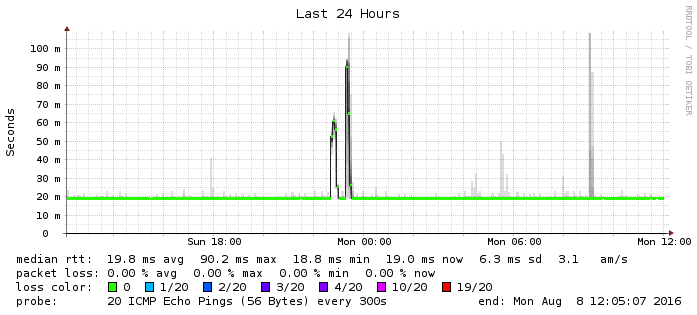 Last 24 Hours
RRDTOOL / TOBI OETIKER
Seconds
100 m
90 m
80 m
70 m
60 m
50 m
40 m
30 m
20 m
10 m
0
Sun 18:00 Mon 00:00 Mon 06:00 Mon 12:00
median rtt: 19.8 ms avg 90.2 ms max 18.8 ms min 19.0 ms now 6.3 ms sd 3.1 am/s
packet loss: 0.00 % avg 0.00 % max 0.00 % min 0.00 % now
loss color: 0 1/20 2/20 3/20 4/20 10/20 19/20
probe: 20 ICMP Echo Pings (56 Bytes) every 300s end: Mon Aug 8 12:05:07 2016